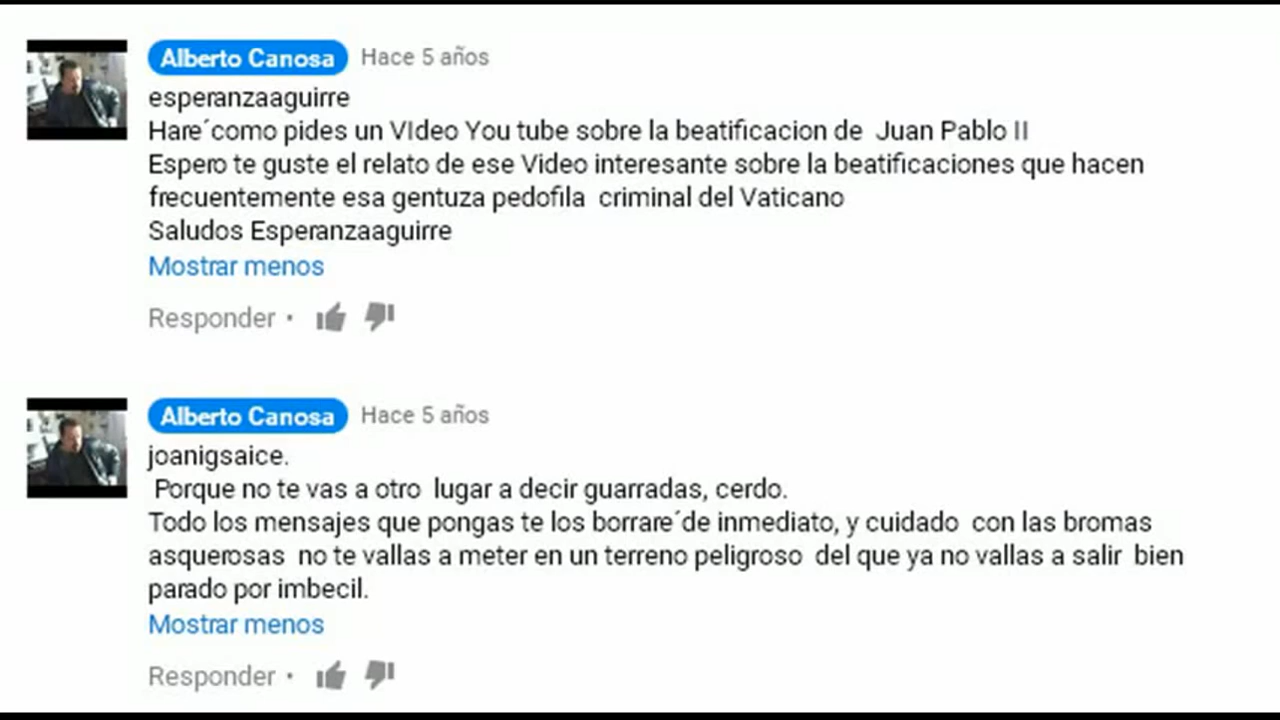 Alberto Canosa Hace 5 años
esperanzaaguirre
Hare´como pides un VIdeo You tube sobre la beatificacion de  Juan Pablo II
Espero te guste el relato de ese Video interesante sobre la beatificaciones que hacen
frecuentemente esa gentuza pedofila  criminal del Vaticano
Saludos Esperanzaaguirre
Mostrar menos
Responder •
Alberto Canosa Hace 5 años
joanigsaice.
Porque no te vas a otro  lugar a decir guarradas, cerdo.
Todo los mensajes que pongas te los borrare´de inmediato, y cuidado  con las bromas
asquerosas  no te vallas a meter en un terreno peligroso  del que ya no vallas a salir  bien
parado por imbecil.
Mostrar menos
Responder •